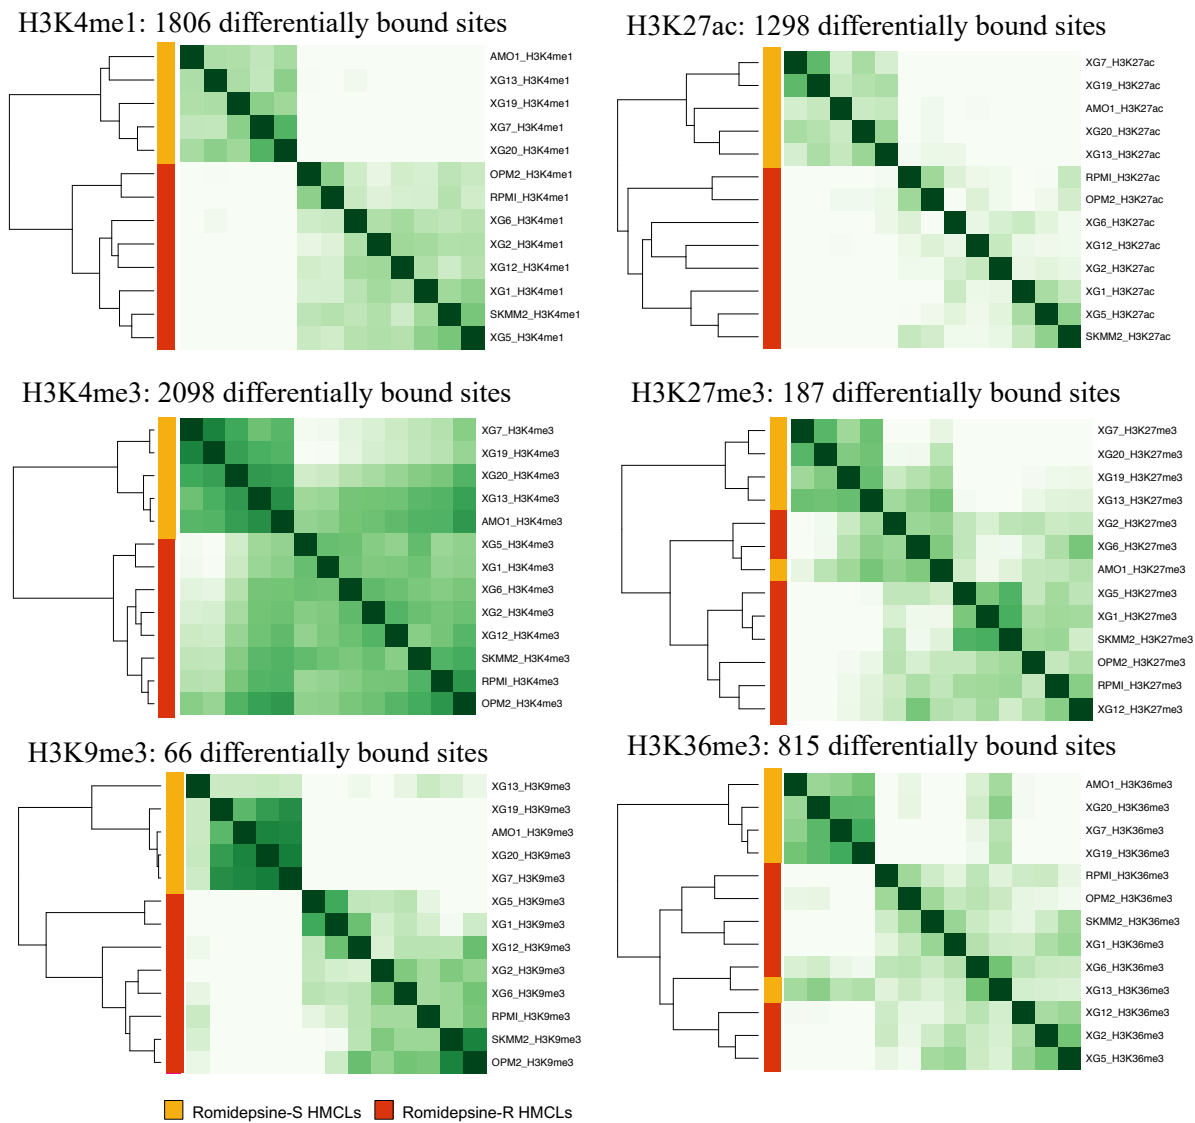 H3K4me1: 1806 differentially bound sites
AMO1_H3K4me1
XG13_H3K4me1
XG19_H3K4me1
XG7_H3K4me1
XG20_H3K4me1
OPM2_H3K4me1
RPMI_H3K4me1
XG6_H3K4me1
XG2_H3K4me1
XG12_H3K4me1
XG1_H3K4me1
SKMM2_H3K4me1
XG5_H3K4me1
H3K27ac: 1298 differentially bound sites
XG7_H3K27ac
XG19_H3K27ac
AMO1_H3K27ac
XG20_H3K27ac
XG13_H3K27ac
RPMI_H3K27ac
OPM2_H3K27ac
XG6_H3K27ac
XG12_H3K27ac
XG2_H3K27ac
XG1_H3K27ac
XG5_H3K27ac
SKMM2_H3K27ac
H3K4me3: 2098 differentially bound sites
XG7_H3K4me3
XG19_H3K4me3
XG20_H3K4me3
XG13_H3K4me3
AMO1_H3K4me3
XG5_H3K4me3
XG1_H3K4me3
XG6_H3K4me3
XG2_H3K4me3
XG12_H3K4me3
SKMM2_H3K4me3
RPMI_H3K4me3
OPM2_H3K4me3
H3K27me3: 187 differentially bound sites
XG7_H3K27me3
XG20_H3K27me3
XG19_H3K27me3
XG13_H3K27me3
XG2_H3K27me3
XG6_H3K27me3
AMO1_H3K27me3
XG5_H3K27me3
XG1_H3K27me3
SKMM2_H3K27me3
OPM2_H3K27me3
RPMI_H3K27me3
XG12_H3K27me3
H3K9me3: 66 differentially bound sites
XG13_H3K9me3
XG19_H3K9me3
AMO1_H3K9me3
XG20_H3K9me3
XG7_H3K9me3
XG5_H3K9me3
XG1_H3K9me3
XG12_H3K9me3
XG2_H3K9me3
XG6_H3K9me3
RPMI_H3K9me3
SKMM2_H3K9me3
OPM2_H3K9me3
H3K36me3: 815 differentially bound sites
AMO1_H3K36me3
XG20_H3K36me3
XG7_H3K36me3
XG19_H3K36me3
RPMI_H3K36me3
OPM2_H3K36me3
SKMM2_H3K36me3
XG1_H3K36me3
XG6_H3K36me3
XG13_H3K36me3
XG12_H3K36me3
XG2_H3K36me3
XG5_H3K36me3
Romidepsine-S HMCLs Romidepsine-R HMCLs